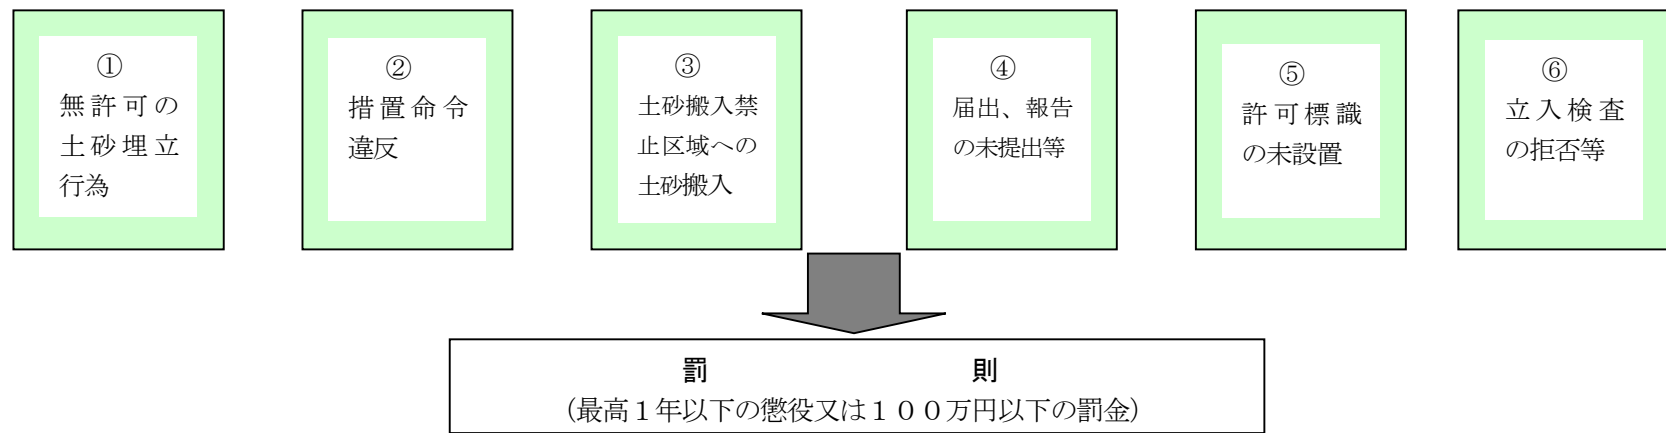 ①
無許可の
土砂埋立
行為
②
措置命令
違反
③
土砂搬入禁
止区域への
土砂搬入
④
届出、報告
の未提出等
⑤
許可標識
の未設置
⑥
立入検査
の拒否等
罰　則
（最高１年以下の懲役又は１００万円以下の罰金）